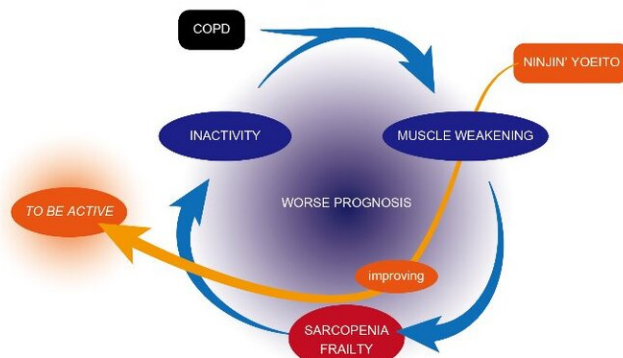 COPD
NINJIN' YOEITO
INACTIVITY
MUSCLE WEAKENING
WORSE PROGNOSIS
TO BE ACTIVE
improving
SARCOPENIA
FRAILTY